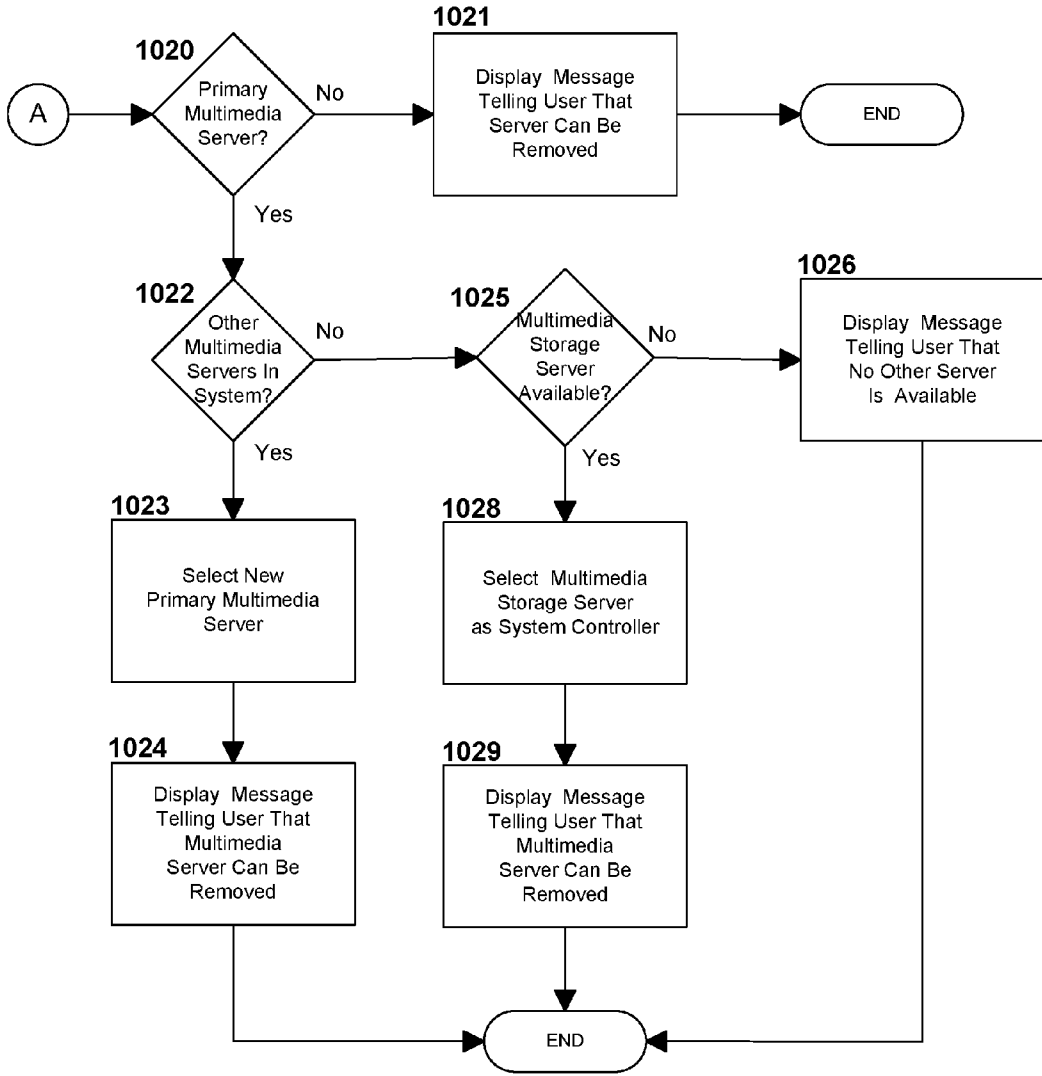 1020
Primary
Multimedia
Server?
No
1021
Display Message
Telling User That
Server Can Be
Removed
A
END
Yes
1022
Other
Multimedia
Servers In
System?
No
1025
Multimedia
Storage
Server
Available?
No
1026
Display Message
Telling User That
No Other Server
Is Available
Yes
Yes
1023
Select New
Primary Multimedia
Server
1028
Select Multimedia
Storage Server
as System Controller
1024
Display Message
Telling User That
Multimedia
Server Can Be
Removed
1029
Display Message
Telling User That
Multimedia
Server Can Be
Removed
END